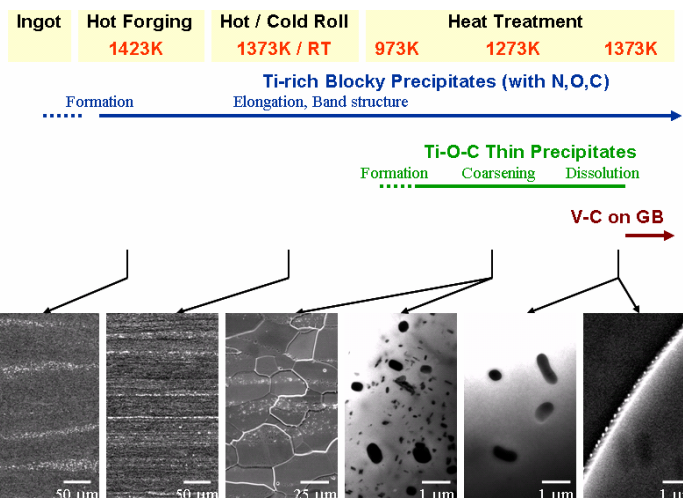 Ingot
Hot Forging
1423K
Hot / Cold Roll
1373K / RT
Heat Treatment
973K 1273K 1373K
Ti-rich Blocky Precipitates (with N,O,C)
Formation Elongation, Band structure
Ti-O-C Thin Precipitates
Formation Coarsening Dissolution
V-C on GB
50 μm 50 μm 25 μm 1 μm 1 μm 1 μ